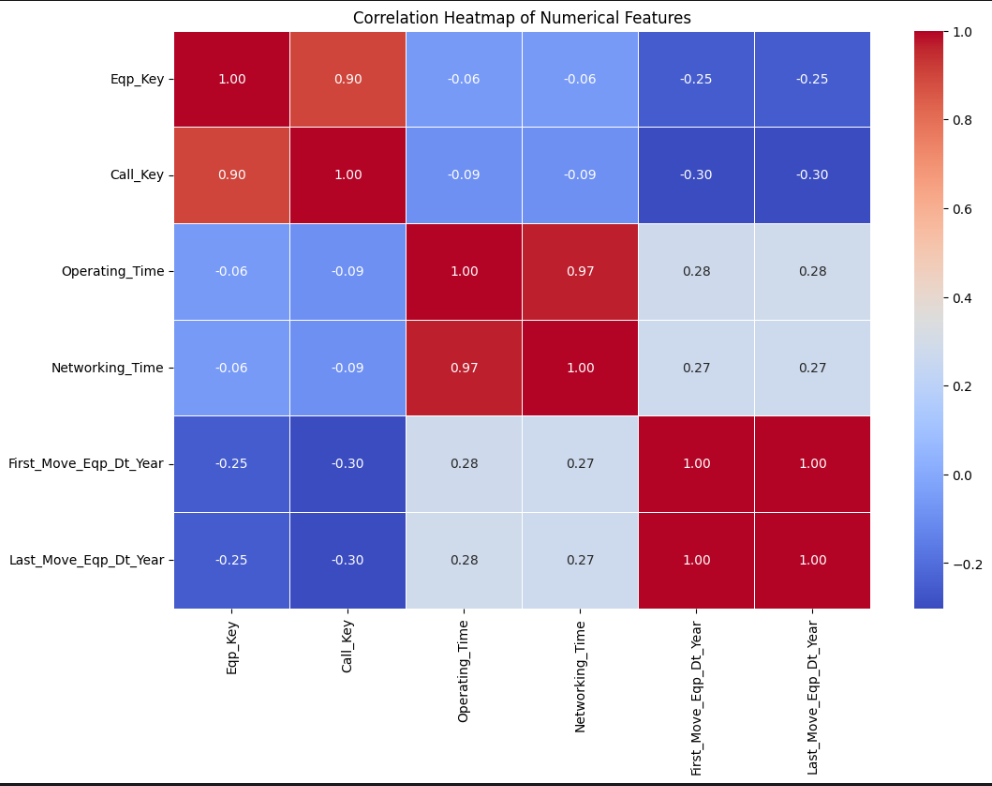 Correlation Heatmap of Numerical Features
Eqp_Key 1.00 0.90 -0.06 -0.06 -0.25 -0.25
Call_Key 0.90 1.00 -0.09 -0.09 -0.30 -0.30
Operating_Time -0.06 -0.09 1.00 0.97 0.28 0.28
Networking_Time -0.06 -0.09 0.97 1.00 0.27 0.27
First_Move_Eqp_Dt_Year -0.25 -0.30 0.28 0.27 1.00 1.00
Last_Move_Eqp_Dt_Year -0.25 -0.30 0.28 0.27 1.00 1.00
Eqp_Key
Call_Key
Operating_Time
Networking_Time
First_Move_Eqp_Dt_Year
Last_Move_Eqp_Dt_Year
1.0
0.8
0.6
0.4
0.2
0.0
−0.2